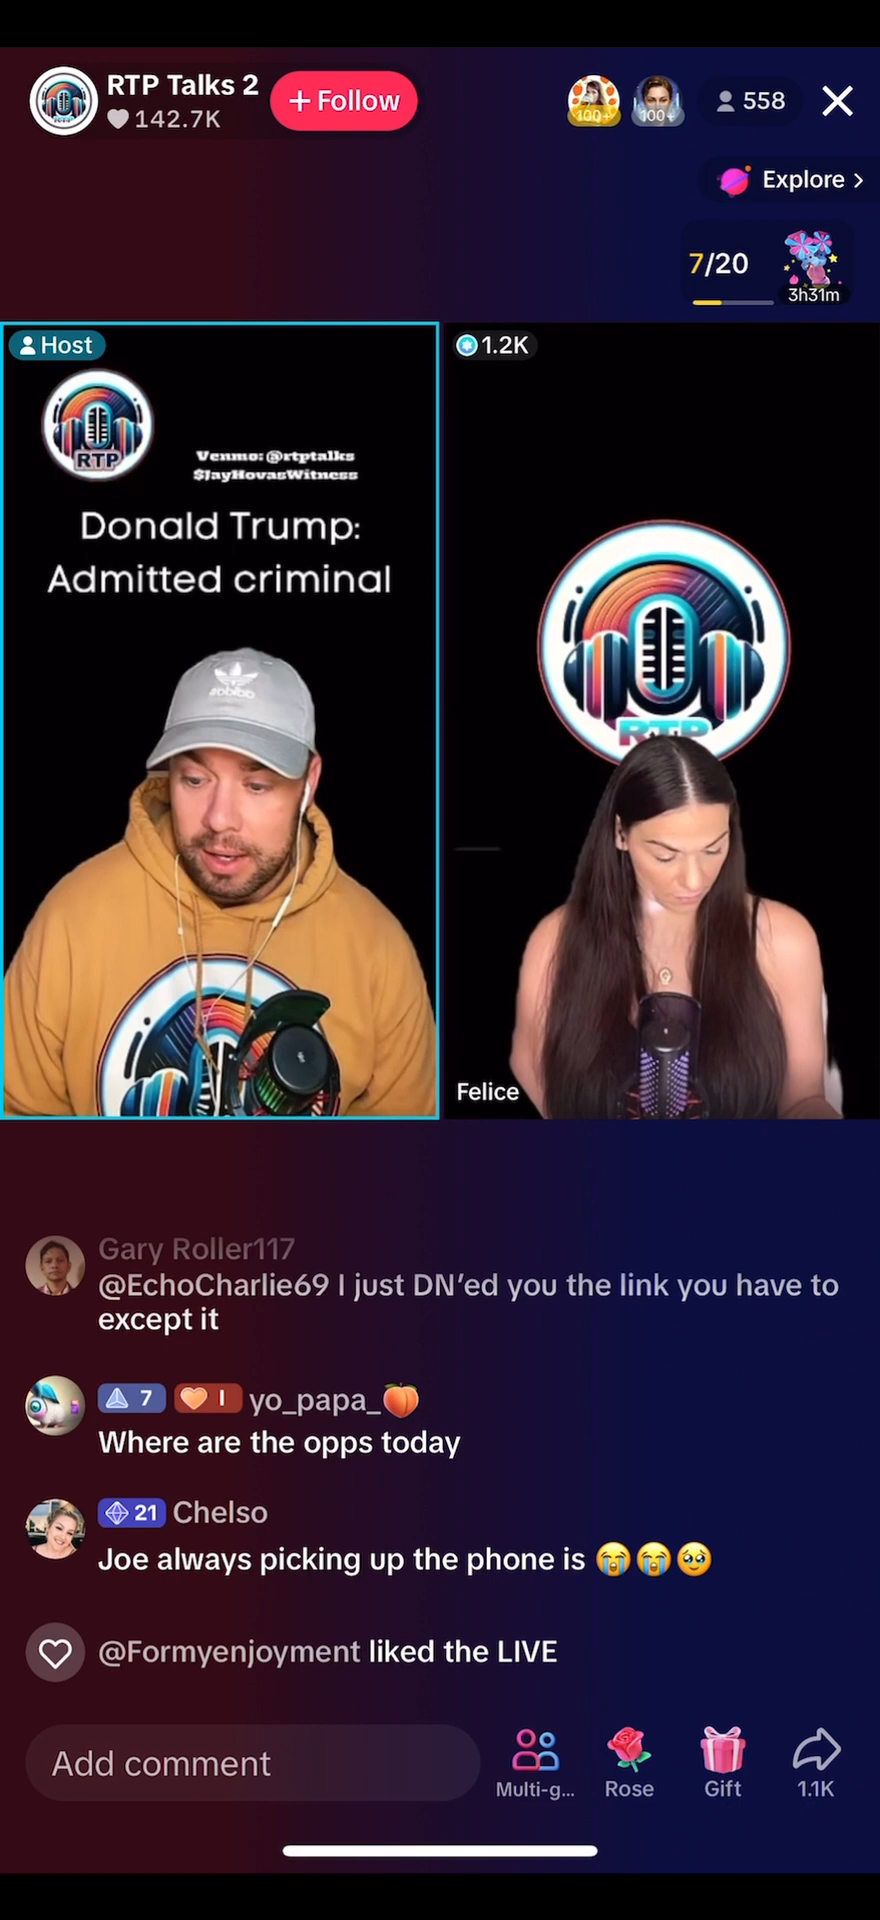 RTP Talks 2
142.7K
+ Follow
100+
100+
558
Explore >
7/20
3h31m
Host
1.2K
RTP
Venmo: @rtptalks
$JayHovasWitness
Donald Trump:
Admitted criminal
adidas
RTP
Felice
Gary Roller117
@EchoCharlie69 I just DN’ed you the link you have to
except it
7 I yo_papa_🍑
Where are the opps today
21 Chelso
Joe always picking up the phone is 😭😭🥹
@Formyenjoyment liked the LIVE
Add comment
Multi-g...
Rose
Gift
1.1K